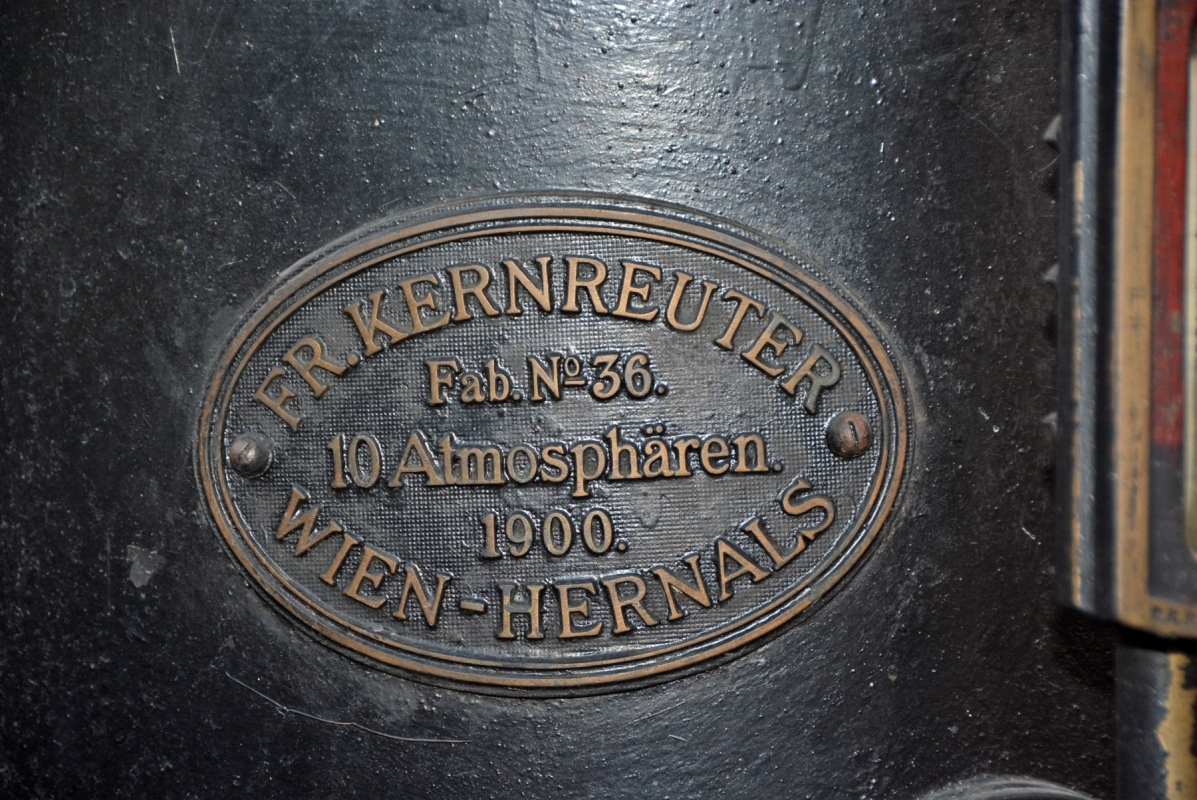 FR. KERNREUTER
Fab. Nº 36.
10 Atmosphären.
1900.
WIEN-HERNALS